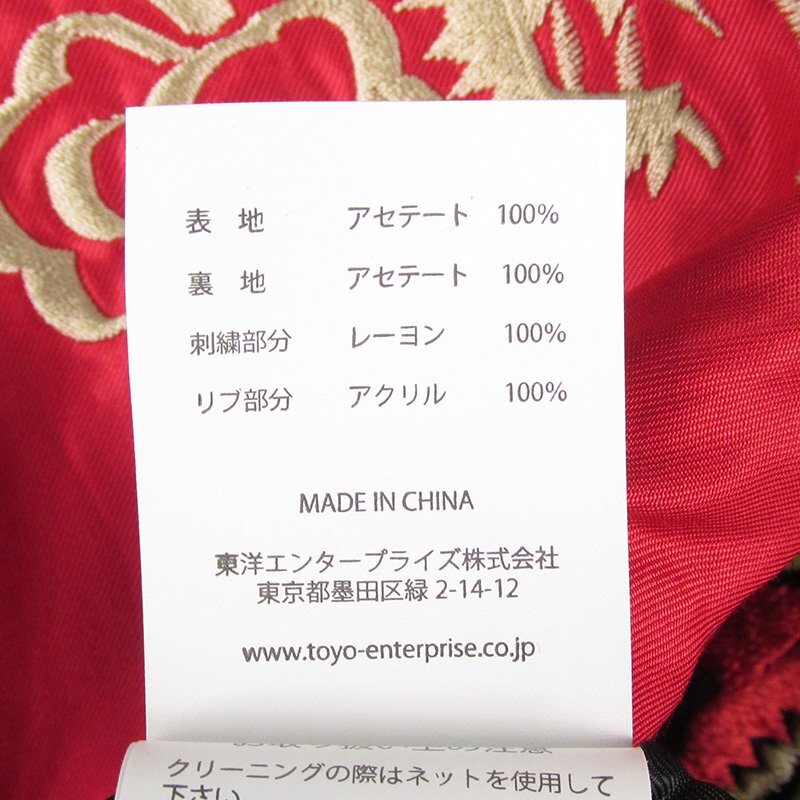 表 地 アセテート 100%
裏 地 アセテート 100%
刺繍部分 レーヨン 100%
リブ部分 アクリル 100%
MADE IN CHINA
東洋エンタープライズ株式会社
東京都墨田区緑 2-14-12
www.toyo-enterprise.co.jp
クリーニングの際はネットを使用して
下さい